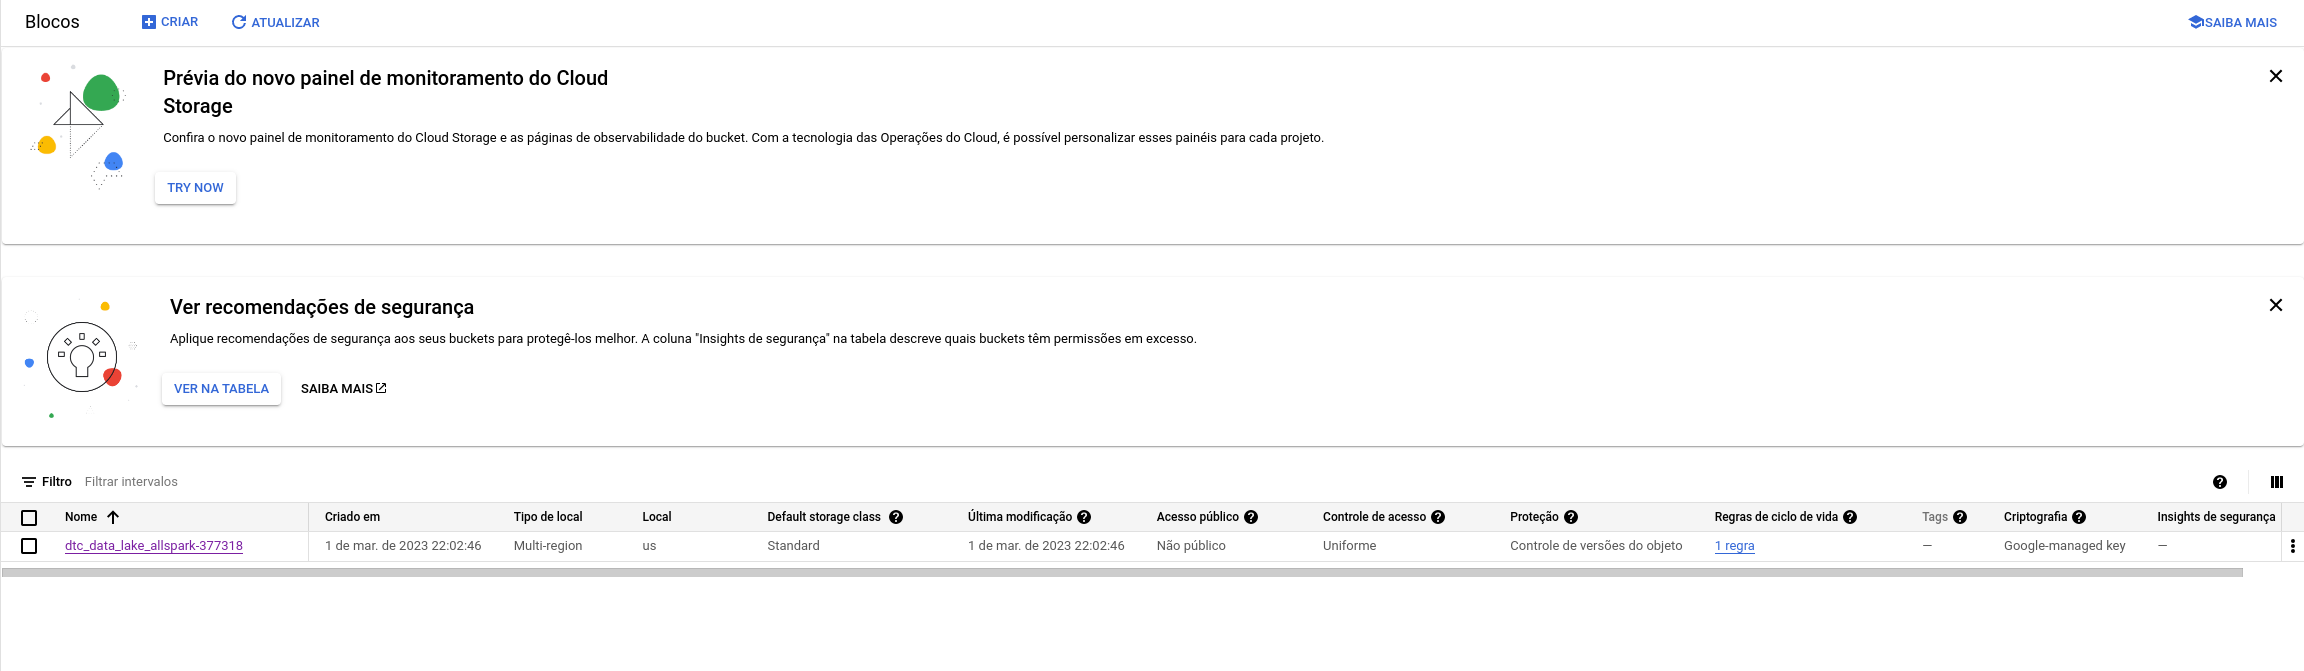 Blocos CRIAR ATUALIZAR SAIBA MAIS
Prévia do novo painel de monitoramento do Cloud
Storage
Confira o novo painel de monitoramento do Cloud Storage e as páginas de observabilidade do bucket. Com a tecnologia das Operações do Cloud, é possível personalizar esses painéis para cada projeto.
TRY NOW
Ver recomendações de segurança
Aplique recomendações de segurança aos seus buckets para protegê-los melhor. A coluna "Insights de segurança" na tabela descreve quais buckets têm permissões em excesso.
VER NA TABELA SAIBA MAIS
Filtro Filtrar intervalos
Nome Criado em Tipo de local Local Default storage class Última modificação Acesso público Controle de acesso Proteção Regras de ciclo de vida Tags Criptografia Insights de segurança
dtc_data_lake_allspark-377318 1 de mar. de 2023 22:02:46 Multi-region us Standard 1 de mar. de 2023 22:02:46 Não público Uniforme Controle de versões do objeto 1 regra — Google-managed key —